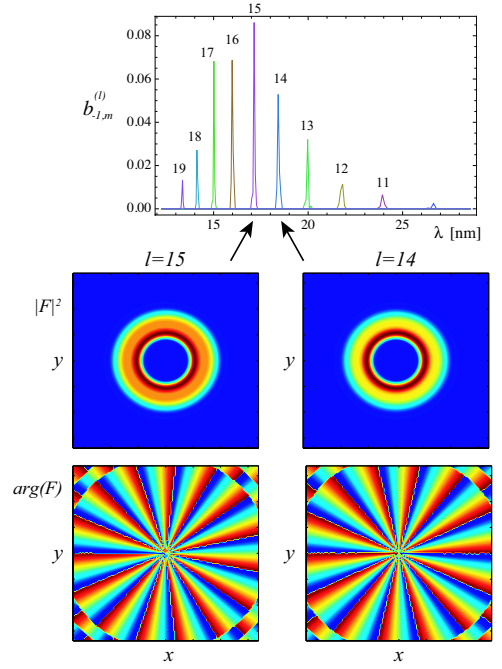 15
0.08
17
16
0.06
14
b_{-1,m}^{(l)}
0.04
13
18
0.02
12
19
11
0.00
15
20
25
λ [nm]
l=15
l=14
|F|²
y
y
arg(F)
y
y
x
x